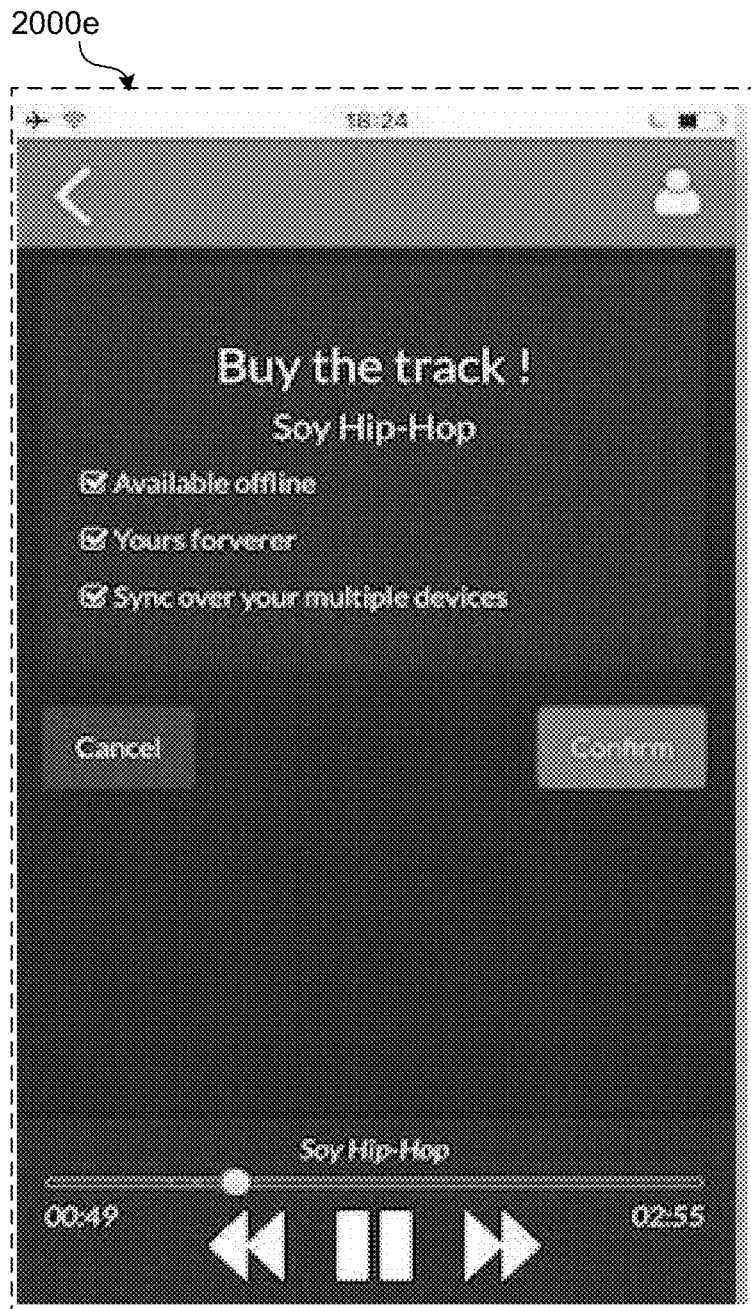 2000e
18:24
Buy the track !
Soy Hip-Hop
Available offline
Yours forverer
Sync over your multiple devices
Cancel
Confirm
Soy Hip-Hop
00:49
02:55